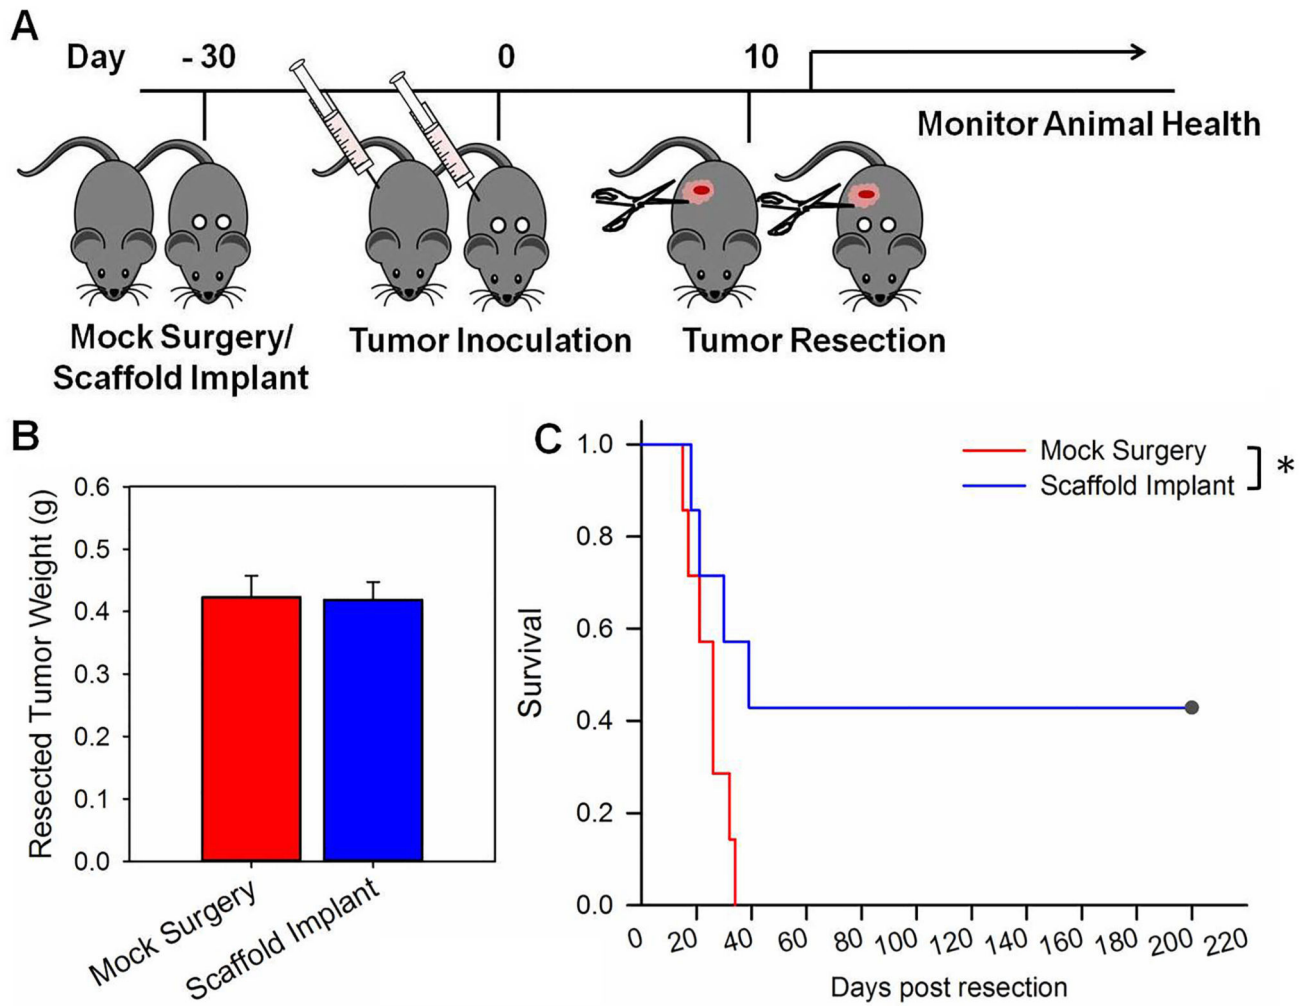 A
Day - 30 0 10
Monitor Animal Health
Mock Surgery/
Scaffold Implant
Tumor Inoculation
Tumor Resection
B
Resected Tumor Weight (g)
0.6
0.5
0.4
0.3
0.2
0.1
0.0
Mock Surgery
Scaffold Implant
C
Mock Surgery
Scaffold Implant
*
Survival
1.0
0.8
0.6
0.4
0.2
0.0
0 20 40 60 80 100 120 140 160 180 200 220
Days post resection